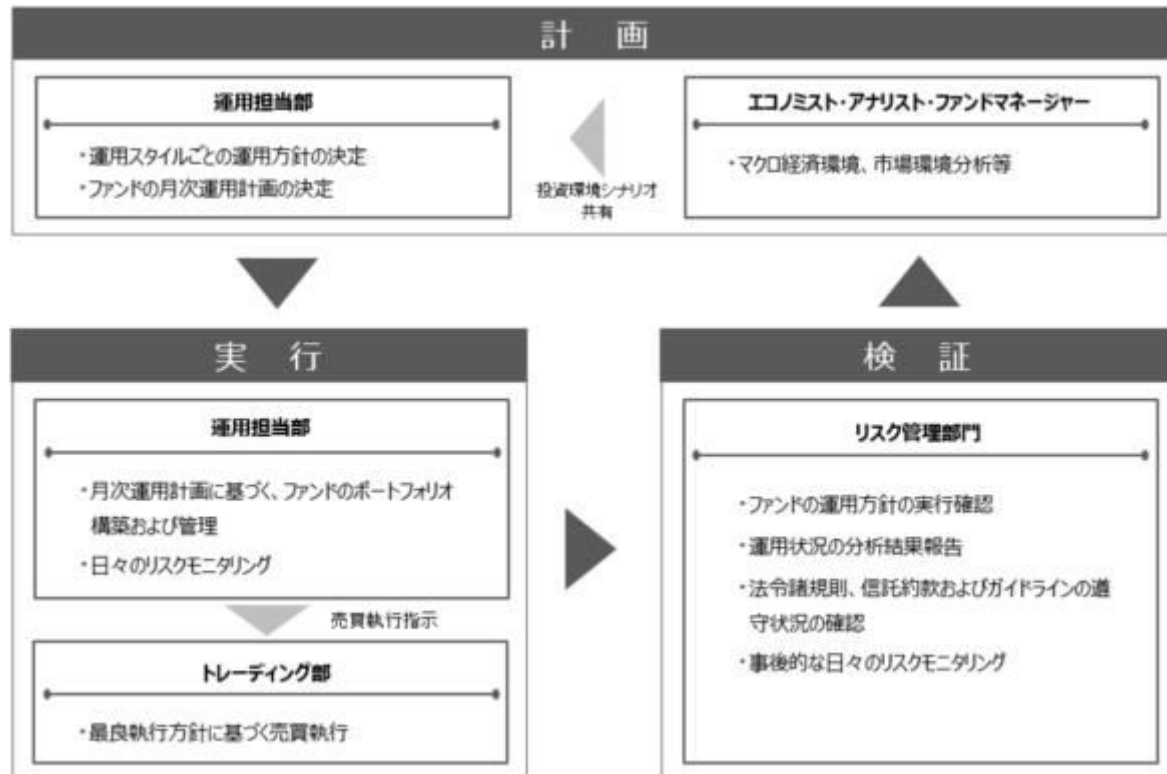 計 画
運用担当部
・運用スタイルごとの運用方針の決定
・ファンドの月次運用計画の決定
投資環境シナリオ
共有
エコノミスト・アナリスト・ファンドマネージャー
・マクロ経済環境、市場環境分析等
実 行
運用担当部
・月次運用計画に基づく、ファンドのポートフォリオ
構築および管理
・日々のリスクモニタリング
売買執行指示
トレーディング部
・最良執行方針に基づく売買執行
検 証
リスク管理部門
・ファンドの運用方針の実行確認
・運用状況の分析結果報告
・法令諸規則、信託約款およびガイドラインの遵
守状況の確認
・事後的な日々のリスクモニタリング